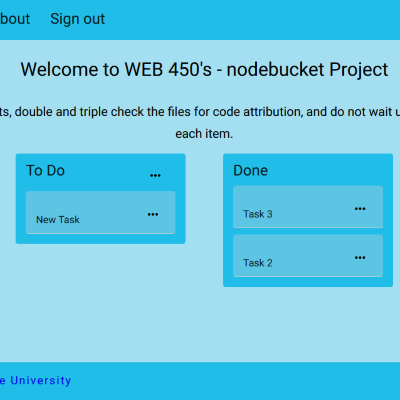 bout Sign out
Welcome to WEB 450's - nodebucket Project
ts, double and triple check the files for code attribution, and do not wait u
each item.
To Do ...
New Task ...
Done
Task 3 ...
Task 2 ...
e University